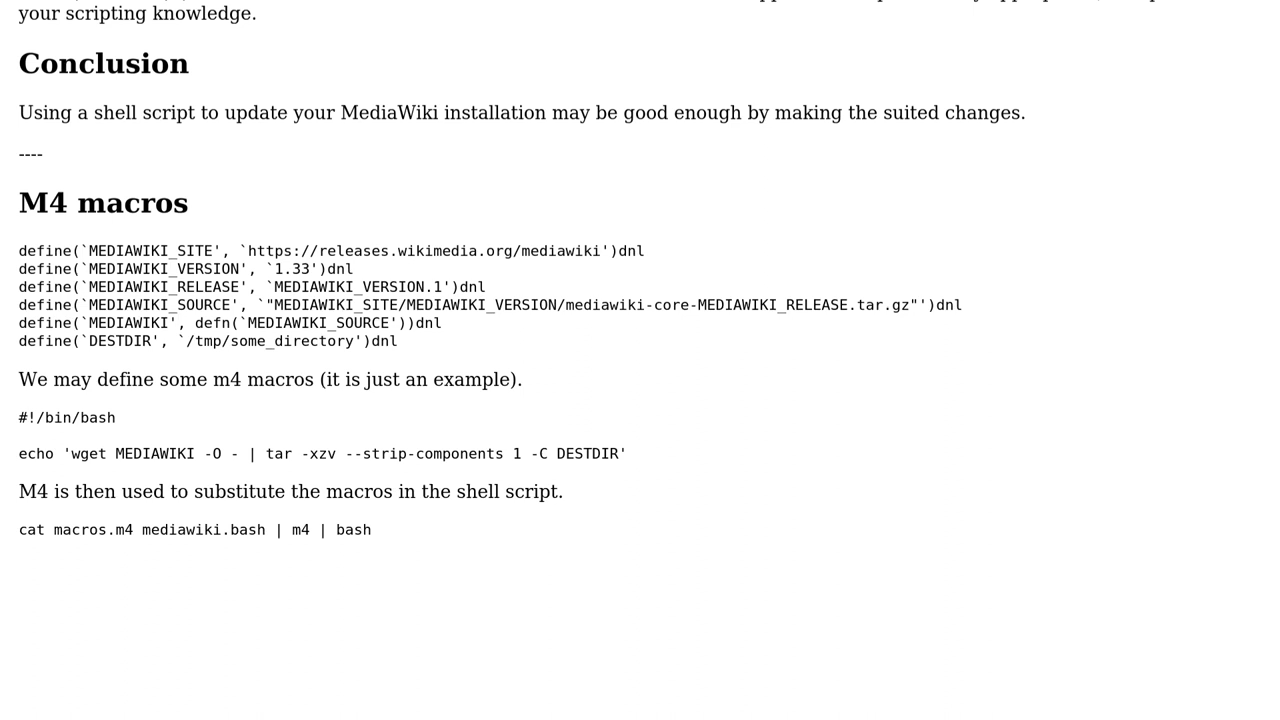 your scripting knowledge.
Conclusion
Using a shell script to update your MediaWiki installation may be good enough by making the suited changes.
----
M4 macros
define(`MEDIAWIKI_SITE', `https://releases.wikimedia.org/mediawiki')dnl
define(`MEDIAWIKI_VERSION', `1.33')dnl
define(`MEDIAWIKI_RELEASE', `MEDIAWIKI_VERSION.1')dnl
define(`MEDIAWIKI_SOURCE', `"MEDIAWIKI_SITE/MEDIAWIKI_VERSION/mediawiki-core-MEDIAWIKI_RELEASE.tar.gz"')dnl
define(`MEDIAWIKI', defn(`MEDIAWIKI_SOURCE'))dnl
define(`DESTDIR', `/tmp/some_directory')dnl
We may define some m4 macros (it is just an example).
#!/bin/bash
echo 'wget MEDIAWIKI -O - | tar -xzv --strip-components 1 -C DESTDIR'
M4 is then used to substitute the macros in the shell script.
cat macros.m4 mediawiki.bash | m4 | bash